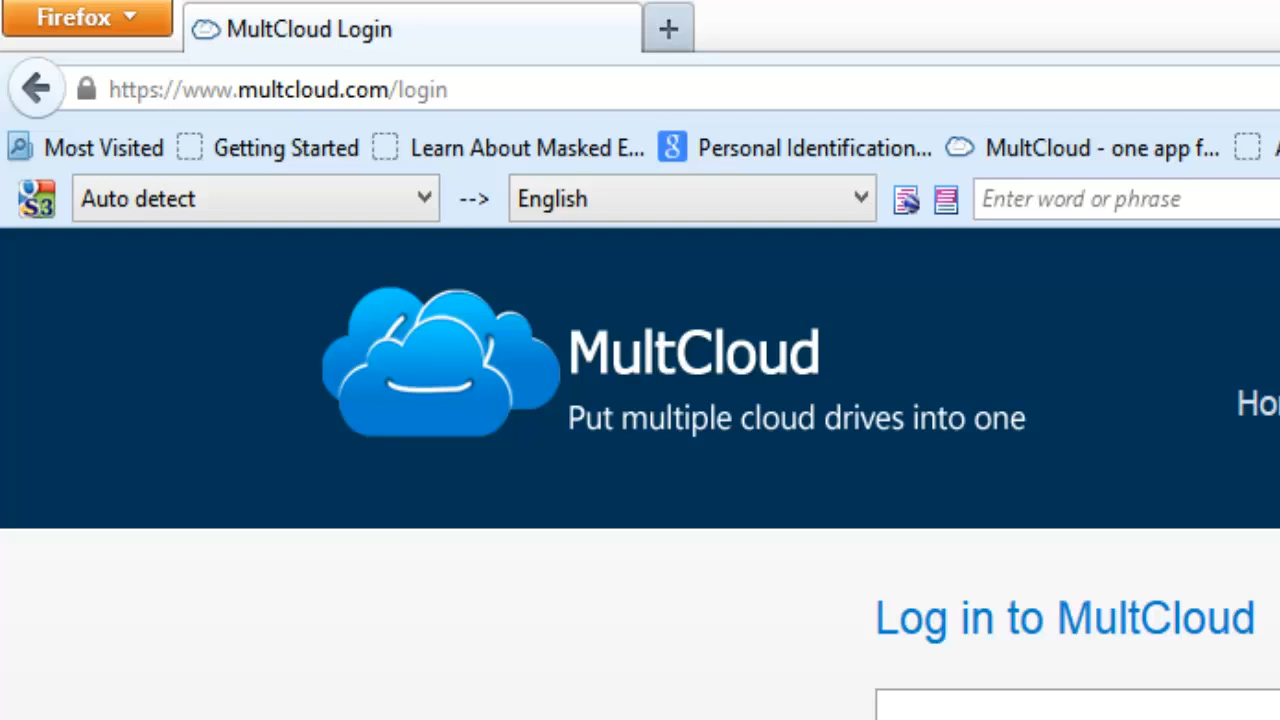 Firefox
MultCloud Login
+
https://www.multcloud.com/login
Most Visited Getting Started Learn About Masked E... Personal Identification... MultCloud - one app f...
S3 Auto detect --> English Enter word or phrase
MultCloud
Put multiple cloud drives into one
Log in to MultCloud